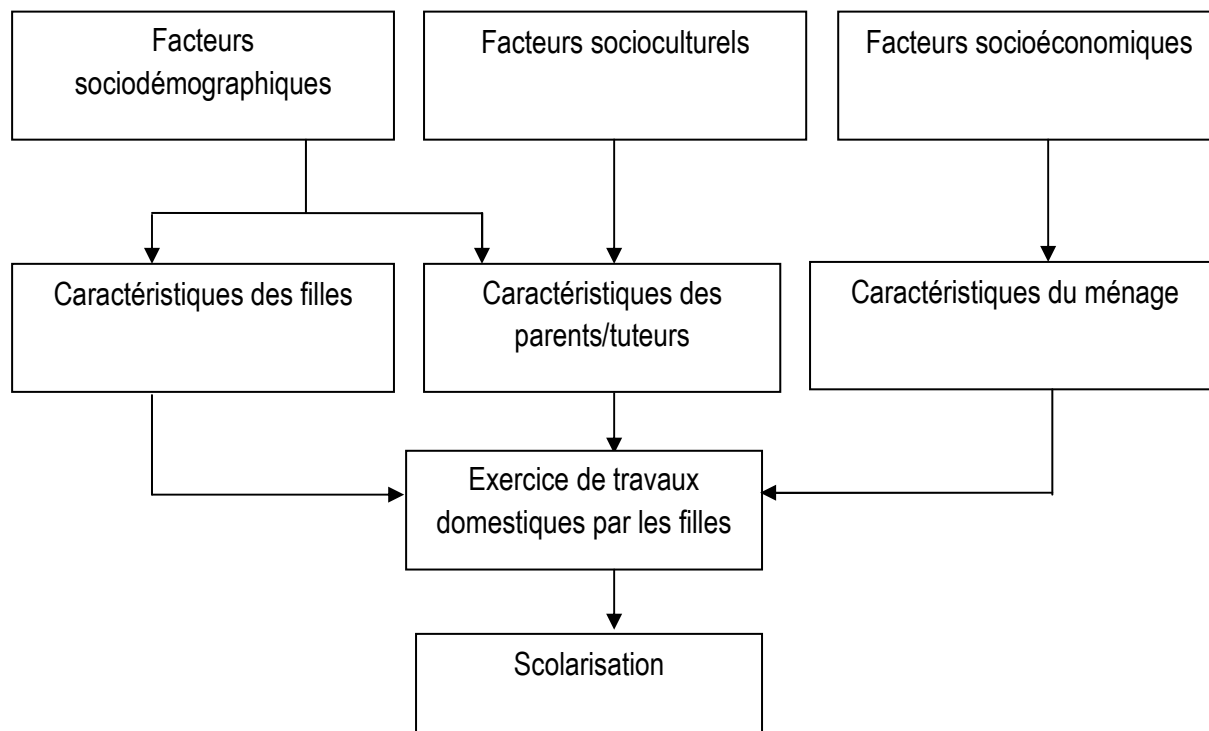 Facteurs
sociodémographiques
Facteurs socioculturels
Facteurs socioéconomiques
Caractéristiques des filles
Caractéristiques des
parents/tuteurs
Caractéristiques du ménage
Exercice de travaux
domestiques par les filles
Scolarisation